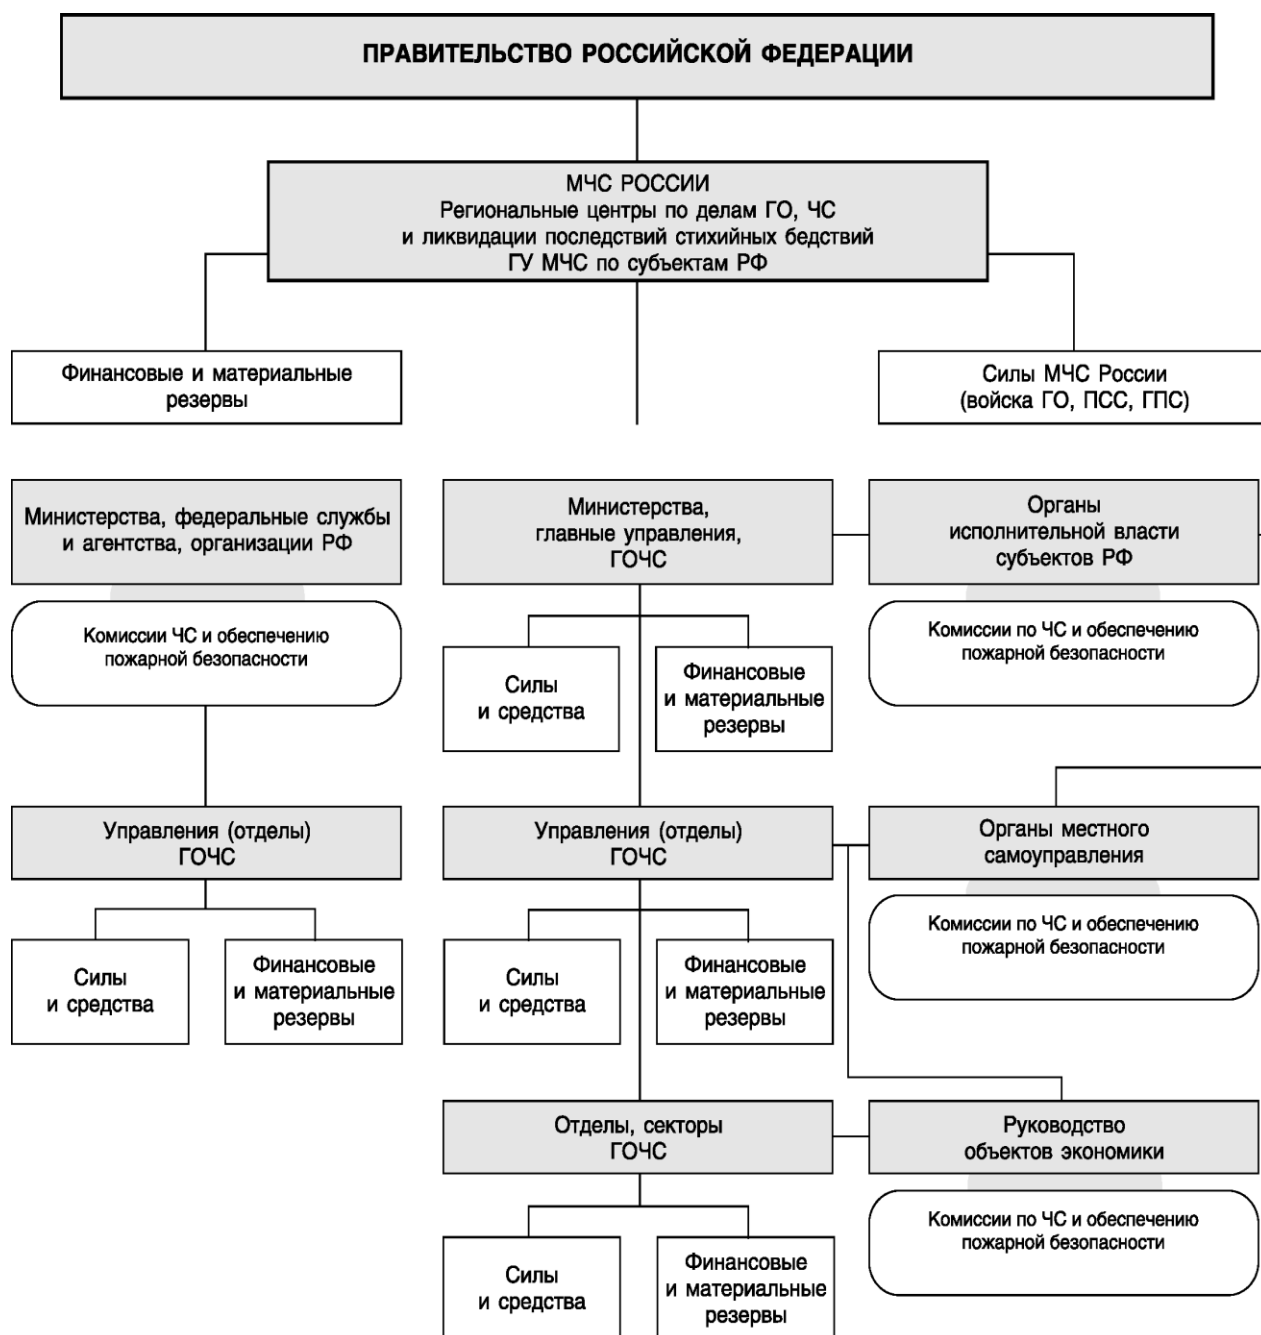 ПРАВИТЕЛЬСТВО РОССИЙСКОЙ ФЕДЕРАЦИИ
МЧС РОССИИ
Региональные центры по делам ГО, ЧС
и ликвидации последствий стихийных бедствий
ГУ МЧС по субъектам РФ
Финансовые и материальные
резервы
Силы МЧС России
(войска ГО, ПСС, ГПС)
Министерства, федеральные службы
и агентства, организации РФ
Министерства,
главные управления,
ГОЧС
Органы
исполнительной власти
субъектов РФ
Комиссии ЧС и обеспечению
пожарной безопасности
Силы
и средства
Финансовые
и материальные
резервы
Комиссии по ЧС и обеспечению
пожарной безопасности
Управления (отделы)
ГОЧС
Управления (отделы)
ГОЧС
Органы местного
самоуправления
Силы
и средства
Финансовые
и материальные
резервы
Силы
и средства
Финансовые
и материальные
резервы
Комиссии по ЧС и обеспечению
пожарной безопасности
Отделы, секторы
ГОЧС
Руководство
объектов экономики
Силы
и средства
Финансовые
и материальные
резервы
Комиссии по ЧС и обеспечению
пожарной безопасности